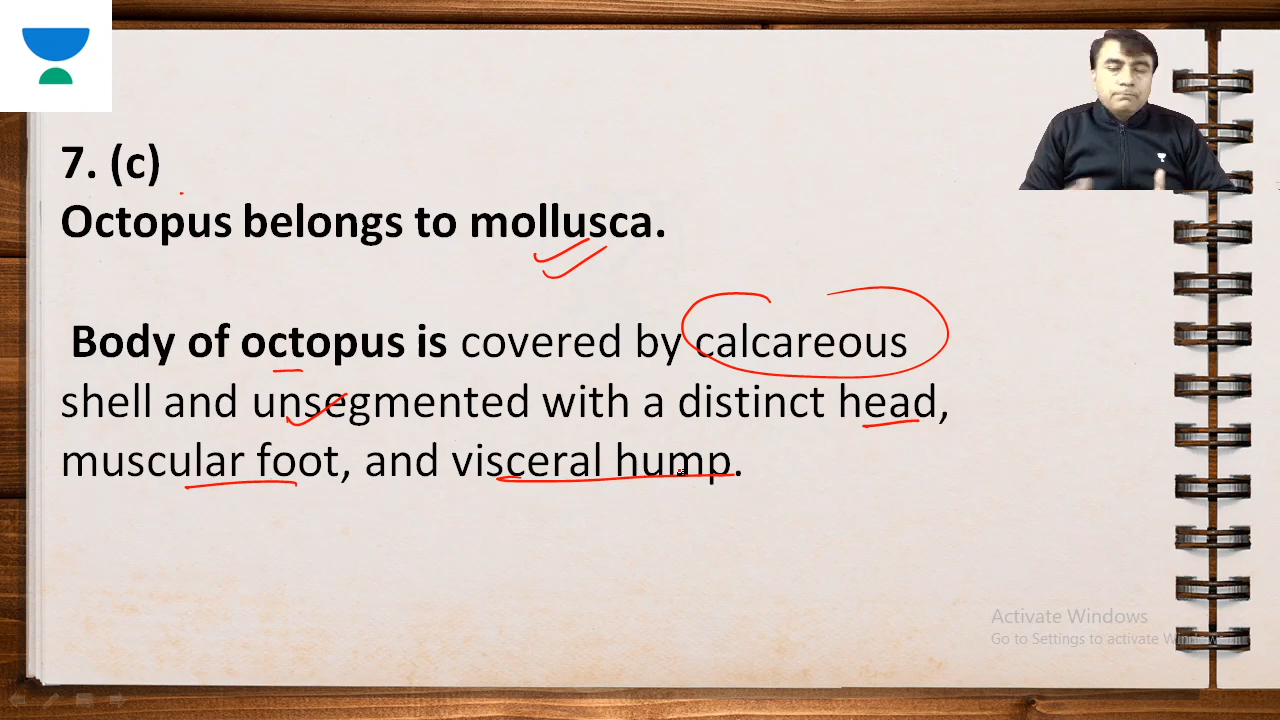 7. (c)
Octopus belongs to mollusca.
Body of octopus is covered by calcareous
shell and unsegmented with a distinct head,
muscular foot, and visceral hump.
Activate Windows
Go to Settings to activate Windows